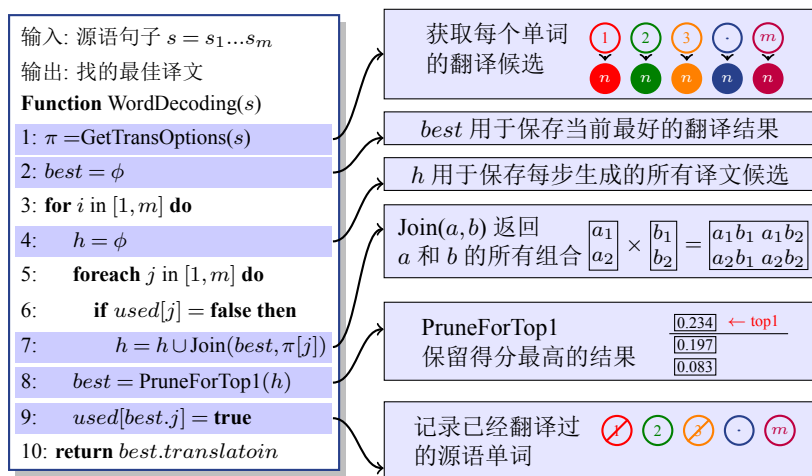 输入: 源语句子 s = s₁...sₘ
输出: 找的最佳译文
Function WordDecoding(s)
1: π =GetTransOptions(s)
2: best = ϕ
3: for i in [1, m] do
4: h = ϕ
5: foreach j in [1, m] do
6: if used[j] = false then
7: h = h ∪ Join(best, π[j])
8: best = PruneForTop1(h)
9: used[best.j] = true
10: return best.translatoin
获取每个单词
的翻译候选
1 2 3 · m
n n n n n
best 用于保存当前最好的翻译结果
h 用于保存每步生成的所有译文候选
Join(a, b) 返回
a 和 b 的所有组合
a₁ b₁ a₁b₁ a₁b₂
× =
a₂ b₂ a₂b₁ a₂b₂
PruneForTop1
保留得分最高的结果
0.234 ← top1
0.197
0.083
记录已经翻译过
的源语单词
1 2 3 · m